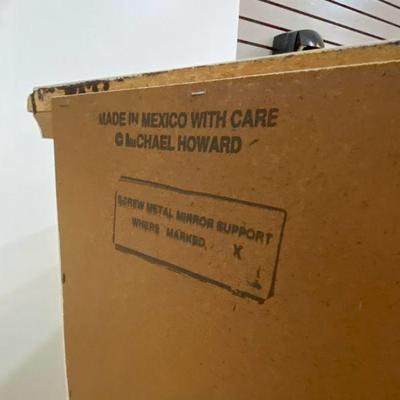 MADE IN MEXICO WITH CARE
© MICHAEL HOWARD
SCREW METAL MIRROR SUPPORT
WHERE MARKED, X